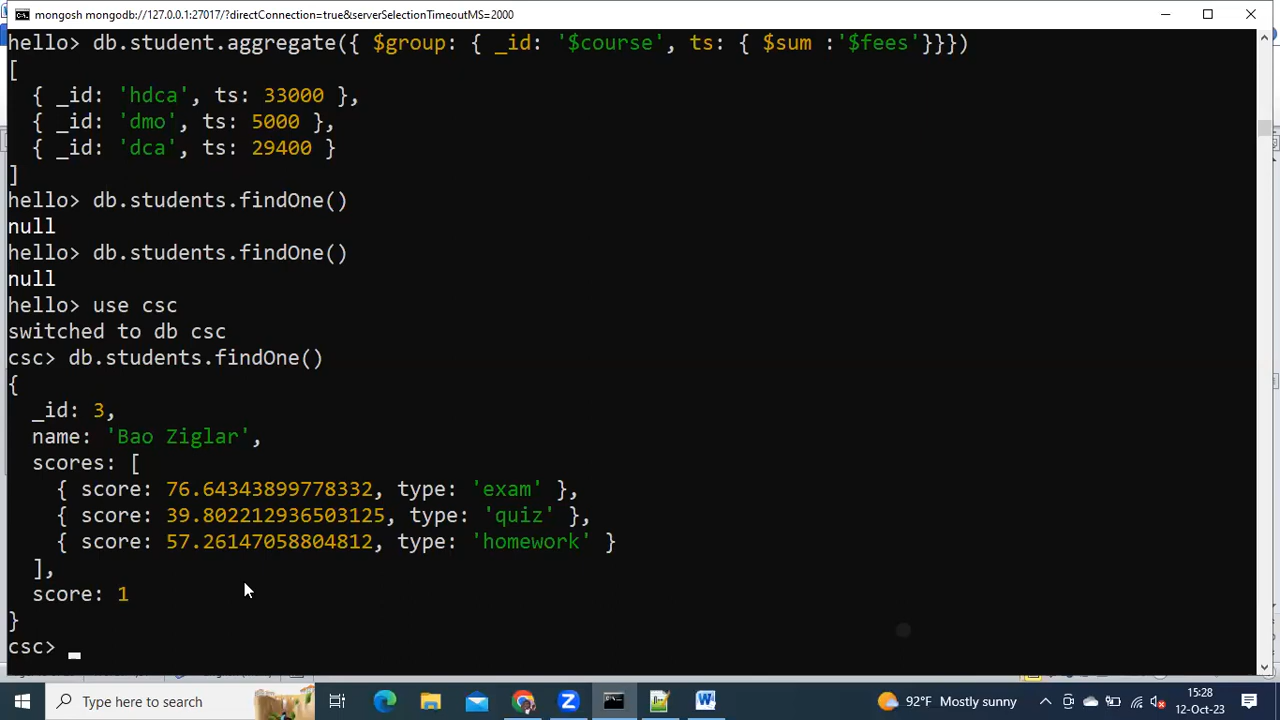 mongosh mongodb://127.0.0.1:27017/?directConnection=true&serverSelectionTimeoutMS=2000
hello> db.student.aggregate({ $group: { _id: '$course', ts: { $sum :'$fees'}}})
[
  { _id: 'hdca', ts: 33000 },
  { _id: 'dmo', ts: 5000 },
  { _id: 'dca', ts: 29400 }
]
hello> db.students.findOne()
null
hello> db.students.findOne()
null
hello> use csc
switched to db csc
csc> db.students.findOne()
{
  _id: 3,
  name: 'Bao Ziglar',
  scores: [
    { score: 76.64343899778332, type: 'exam' },
    { score: 39.802212936503125, type: 'quiz' },
    { score: 57.26147058804812, type: 'homework' }
  ],
  score: 1
}
csc>
Type here to search
92°F Mostly sunny
15:28
12-Oct-23